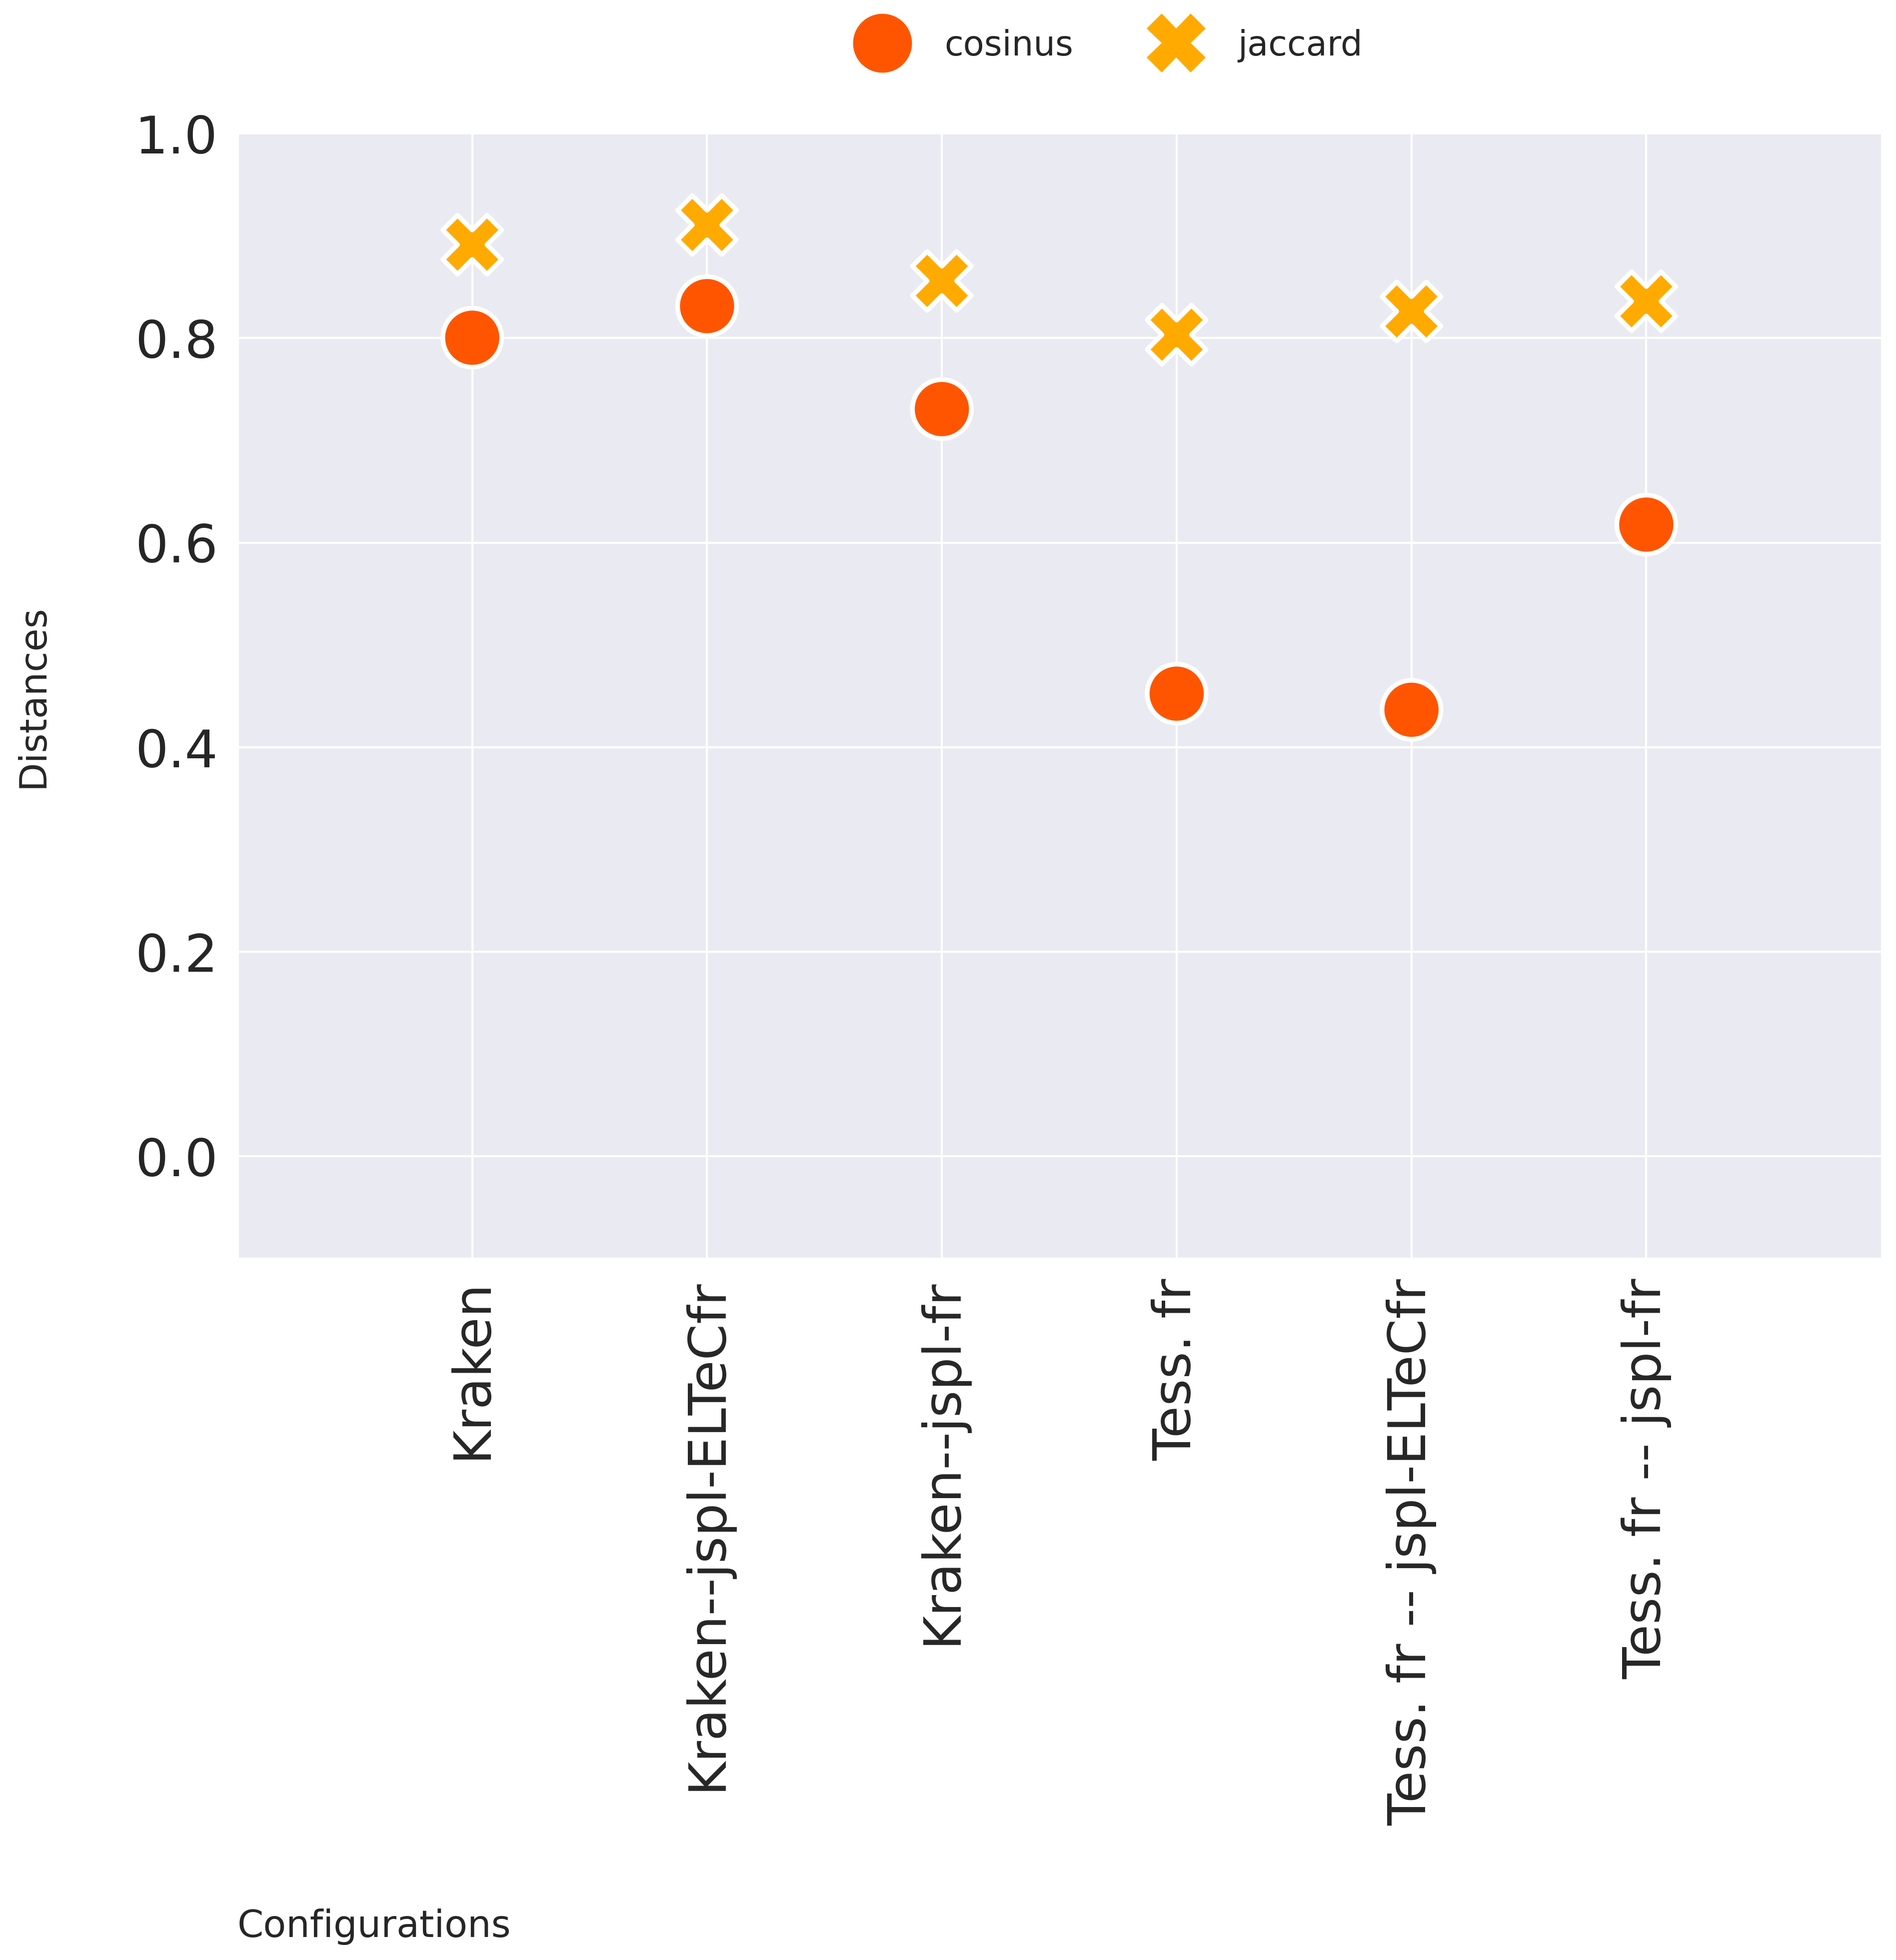 cosinus jaccard
1.0
0.8
0.6
0.4
0.2
0.0
Distances
Kraken
Kraken--jspl-ELTeCfr
Kraken--jspl-fr
Tess. fr
Tess. fr -- jspl-ELTeCfr
Tess. fr -- jspl-fr
Configurations